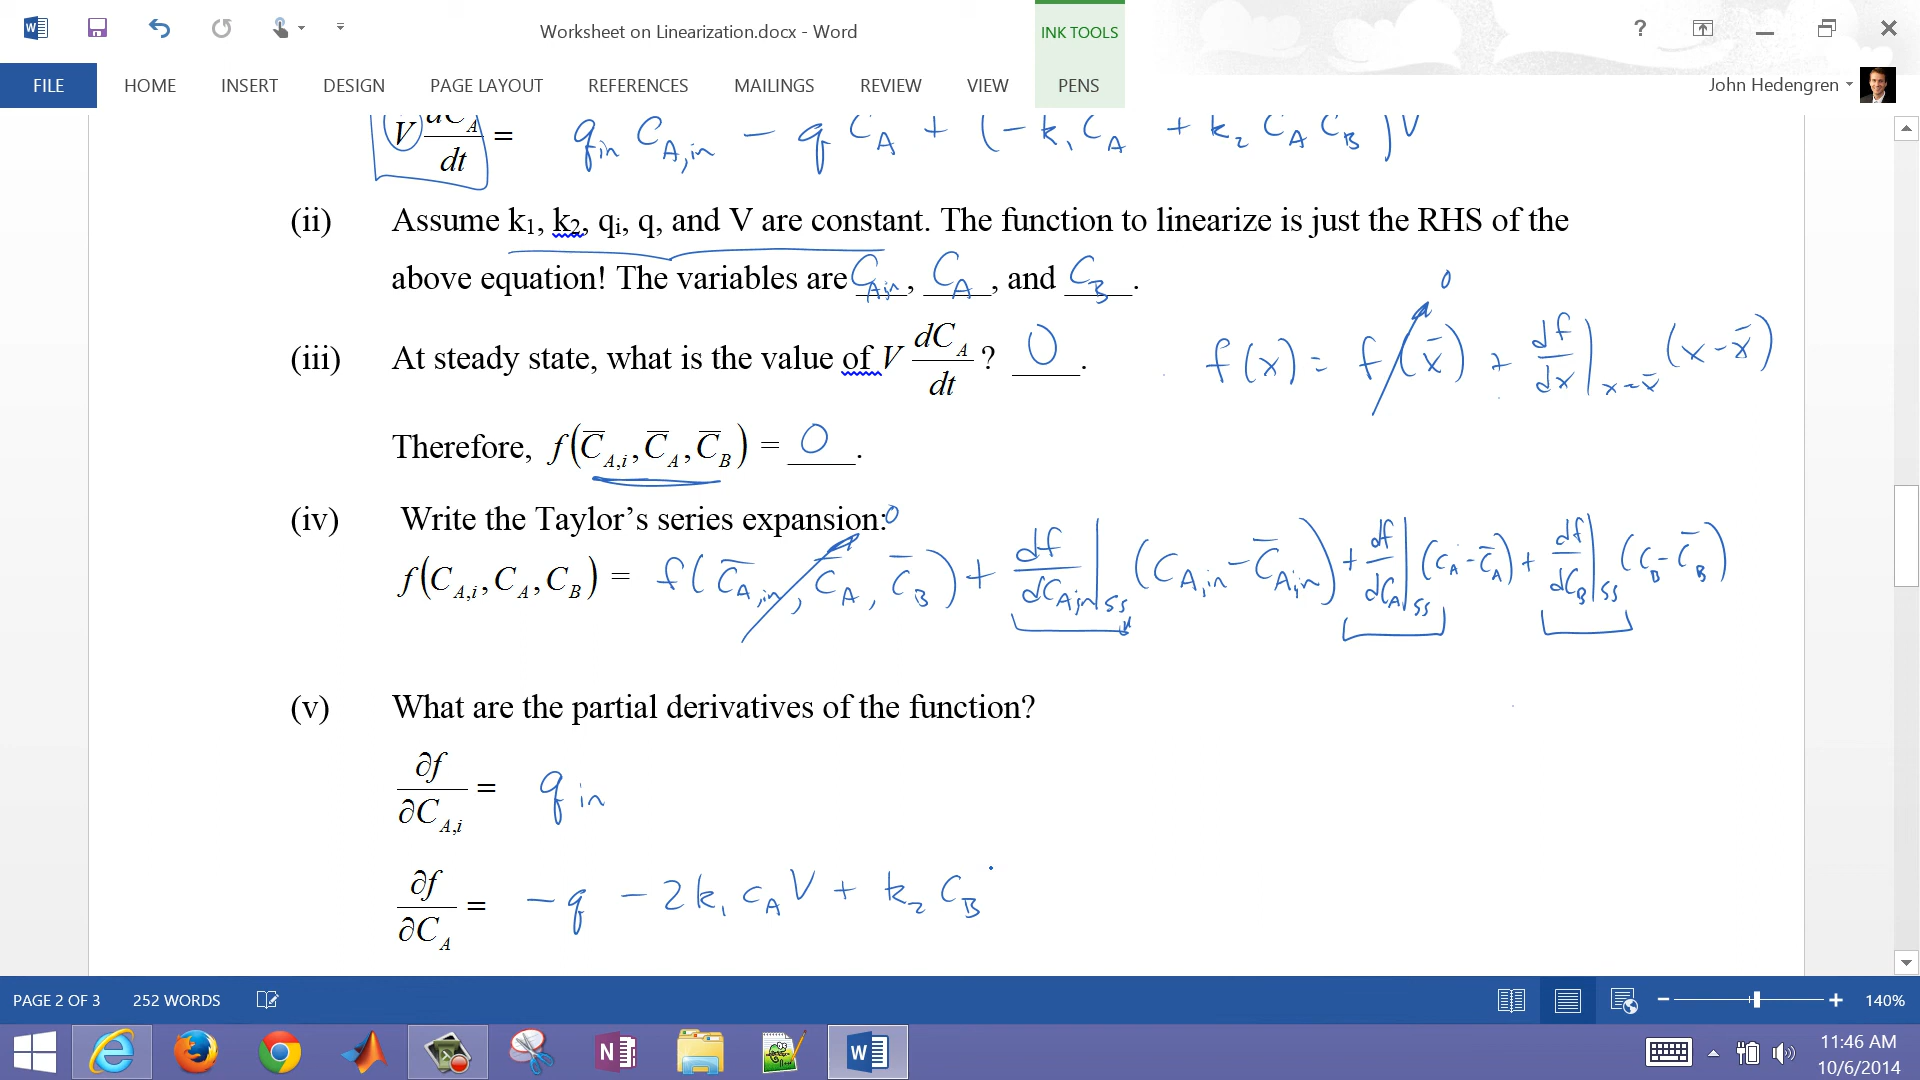 Worksheet on Linearization.docx - Word
INK TOOLS
?
FILE HOME INSERT DESIGN PAGE LAYOUT REFERENCES MAILINGS REVIEW VIEW PENS
John Hedengren
V dC_A/dt = q_in C_A,in - q C_A + (-k_1 C_A + k_2 C_A C_B) V
(ii) Assume k₁, k₂, qᵢ, q, and V are constant. The function to linearize is just the RHS of the
above equation! The variables are C_A,in, C_A, and C_B.
0
(iii) At steady state, what is the value of V dC_A/dt ? 0.
f(x) = f(x̄) + df/dx|x=x̄ (x-x̄)
Therefore, f(C̄_A,i, C̄_A, C̄_B) = 0.
(iv) Write the Taylor’s series expansion: 0
f(C_A,i, C_A, C_B) = f(C̄_A,in, C̄_A, C̄_B) + df/dC_A,in|ss (C_A,in - C̄_A,in) + df/dC_A|ss (C_A - C̄_A) + df/dC_B|ss (C_B - C̄_B)
(v) What are the partial derivatives of the function?
∂f/∂C_A,i = q_in
∂f/∂C_A = -q - 2k_1 C_A V + k_2 C_B
PAGE 2 OF 3 252 WORDS 140%
11:46 AM
10/6/2014